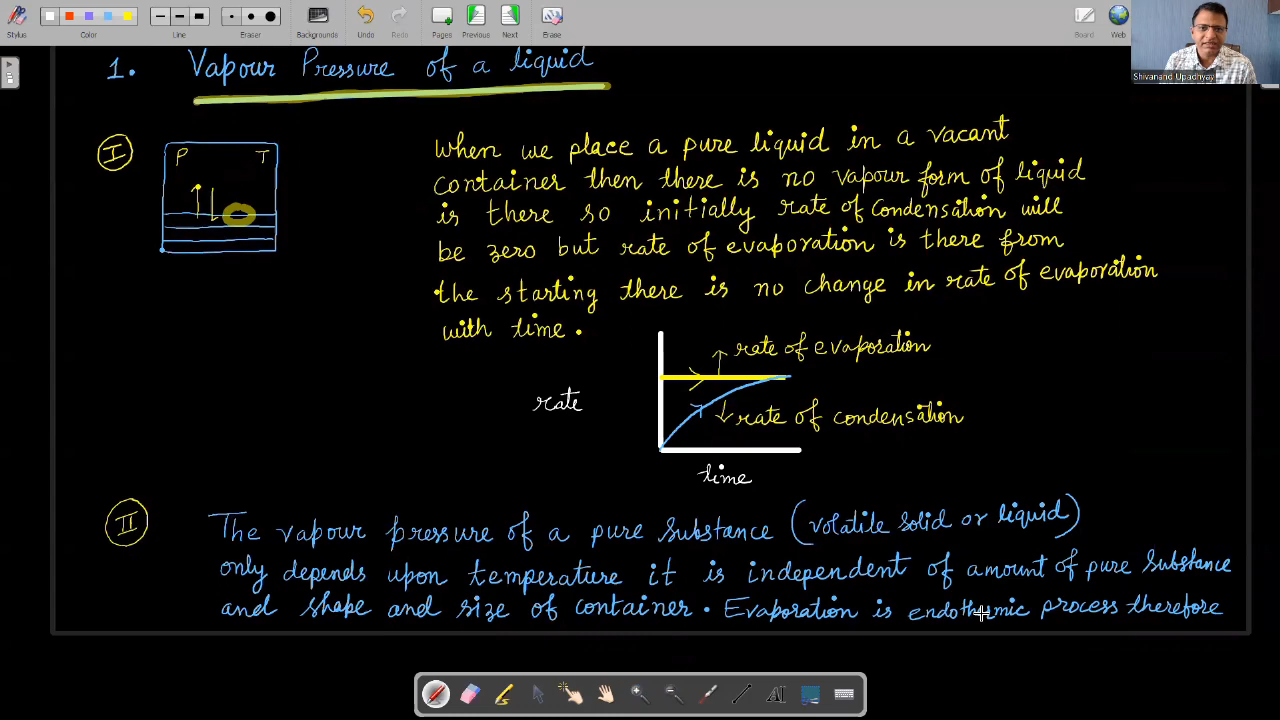 Stylus
Color
Line
Eraser
Backgrounds
Undo
Redo
Pages
Previous
Next
Erase
Board
Web
Shivanand Upadhyay
1. Vapour Pressure of a liquid
I
P T
When we place a pure liquid in a vacant
container then there is no vapour form of liquid
is there so initially rate of condensation will
be zero but rate of evaporation is there from
the starting there is no change in rate of evaporation
with time.
rate of evaporation
rate
rate of condensation
time
II
The vapour pressure of a pure substance (volatile solid or liquid)
only depends upon temperature it is independent of amount of pure substance
and shape and size of container. Evaporation is endothermic process therefore